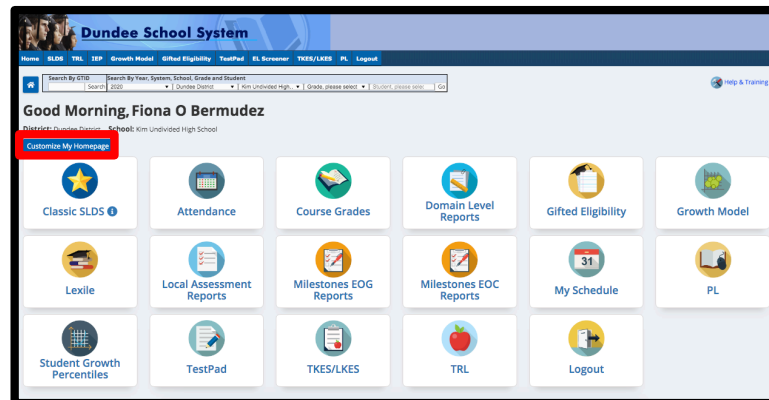 Dundee School System
Home SLDS TRL IEP Growth Model Gifted Eligibility TestPad EL Screener TKES/LKES PL Logout
Search By GTID Search By Year, System, School, Grade and Student
Search 2020 Dundee District Kim Undivided High.. Grade, please select Student, please selec Go
Help & Training
Good Morning, Fiona O Bermudez
District: Dundee District School: Kim Undivided High School
Customize My Homepage
Classic SLDS
Attendance
Course Grades
Domain Level
Reports
Gifted Eligibility
Growth Model
Lexile
Local Assessment
Reports
Milestones EOG
Reports
Milestones EOC
Reports
31
My Schedule
PL
Student Growth
Percentiles
TestPad
TKES/LKES
TRL
Logout